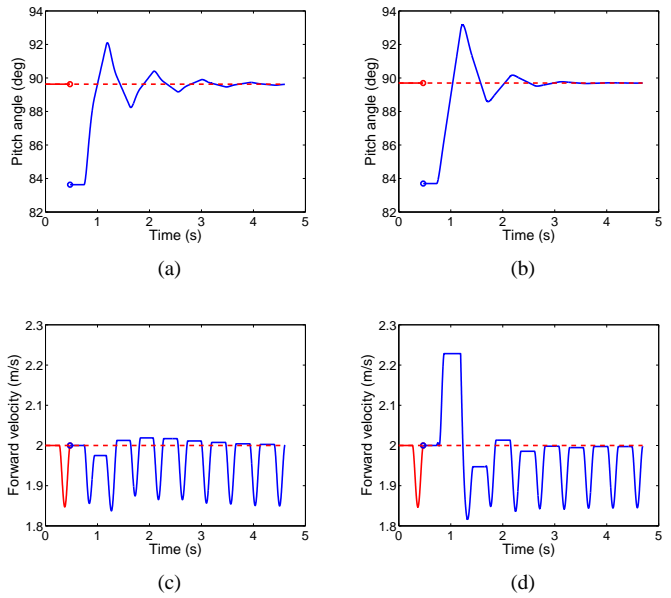 94
92
90
88
86
84
82
Pitch angle (deg)
0 1 2 3 4 5
Time (s)
(a)
94
92
90
88
86
84
82
Pitch angle (deg)
0 1 2 3 4 5
Time (s)
(b)
2.3
2.2
2.1
2
1.9
1.8
Forward velocity (m/s)
0 1 2 3 4 5
Time (s)
(c)
2.3
2.2
2.1
2
1.9
1.8
Forward velocity (m/s)
0 1 2 3 4 5
Time (s)
(d)